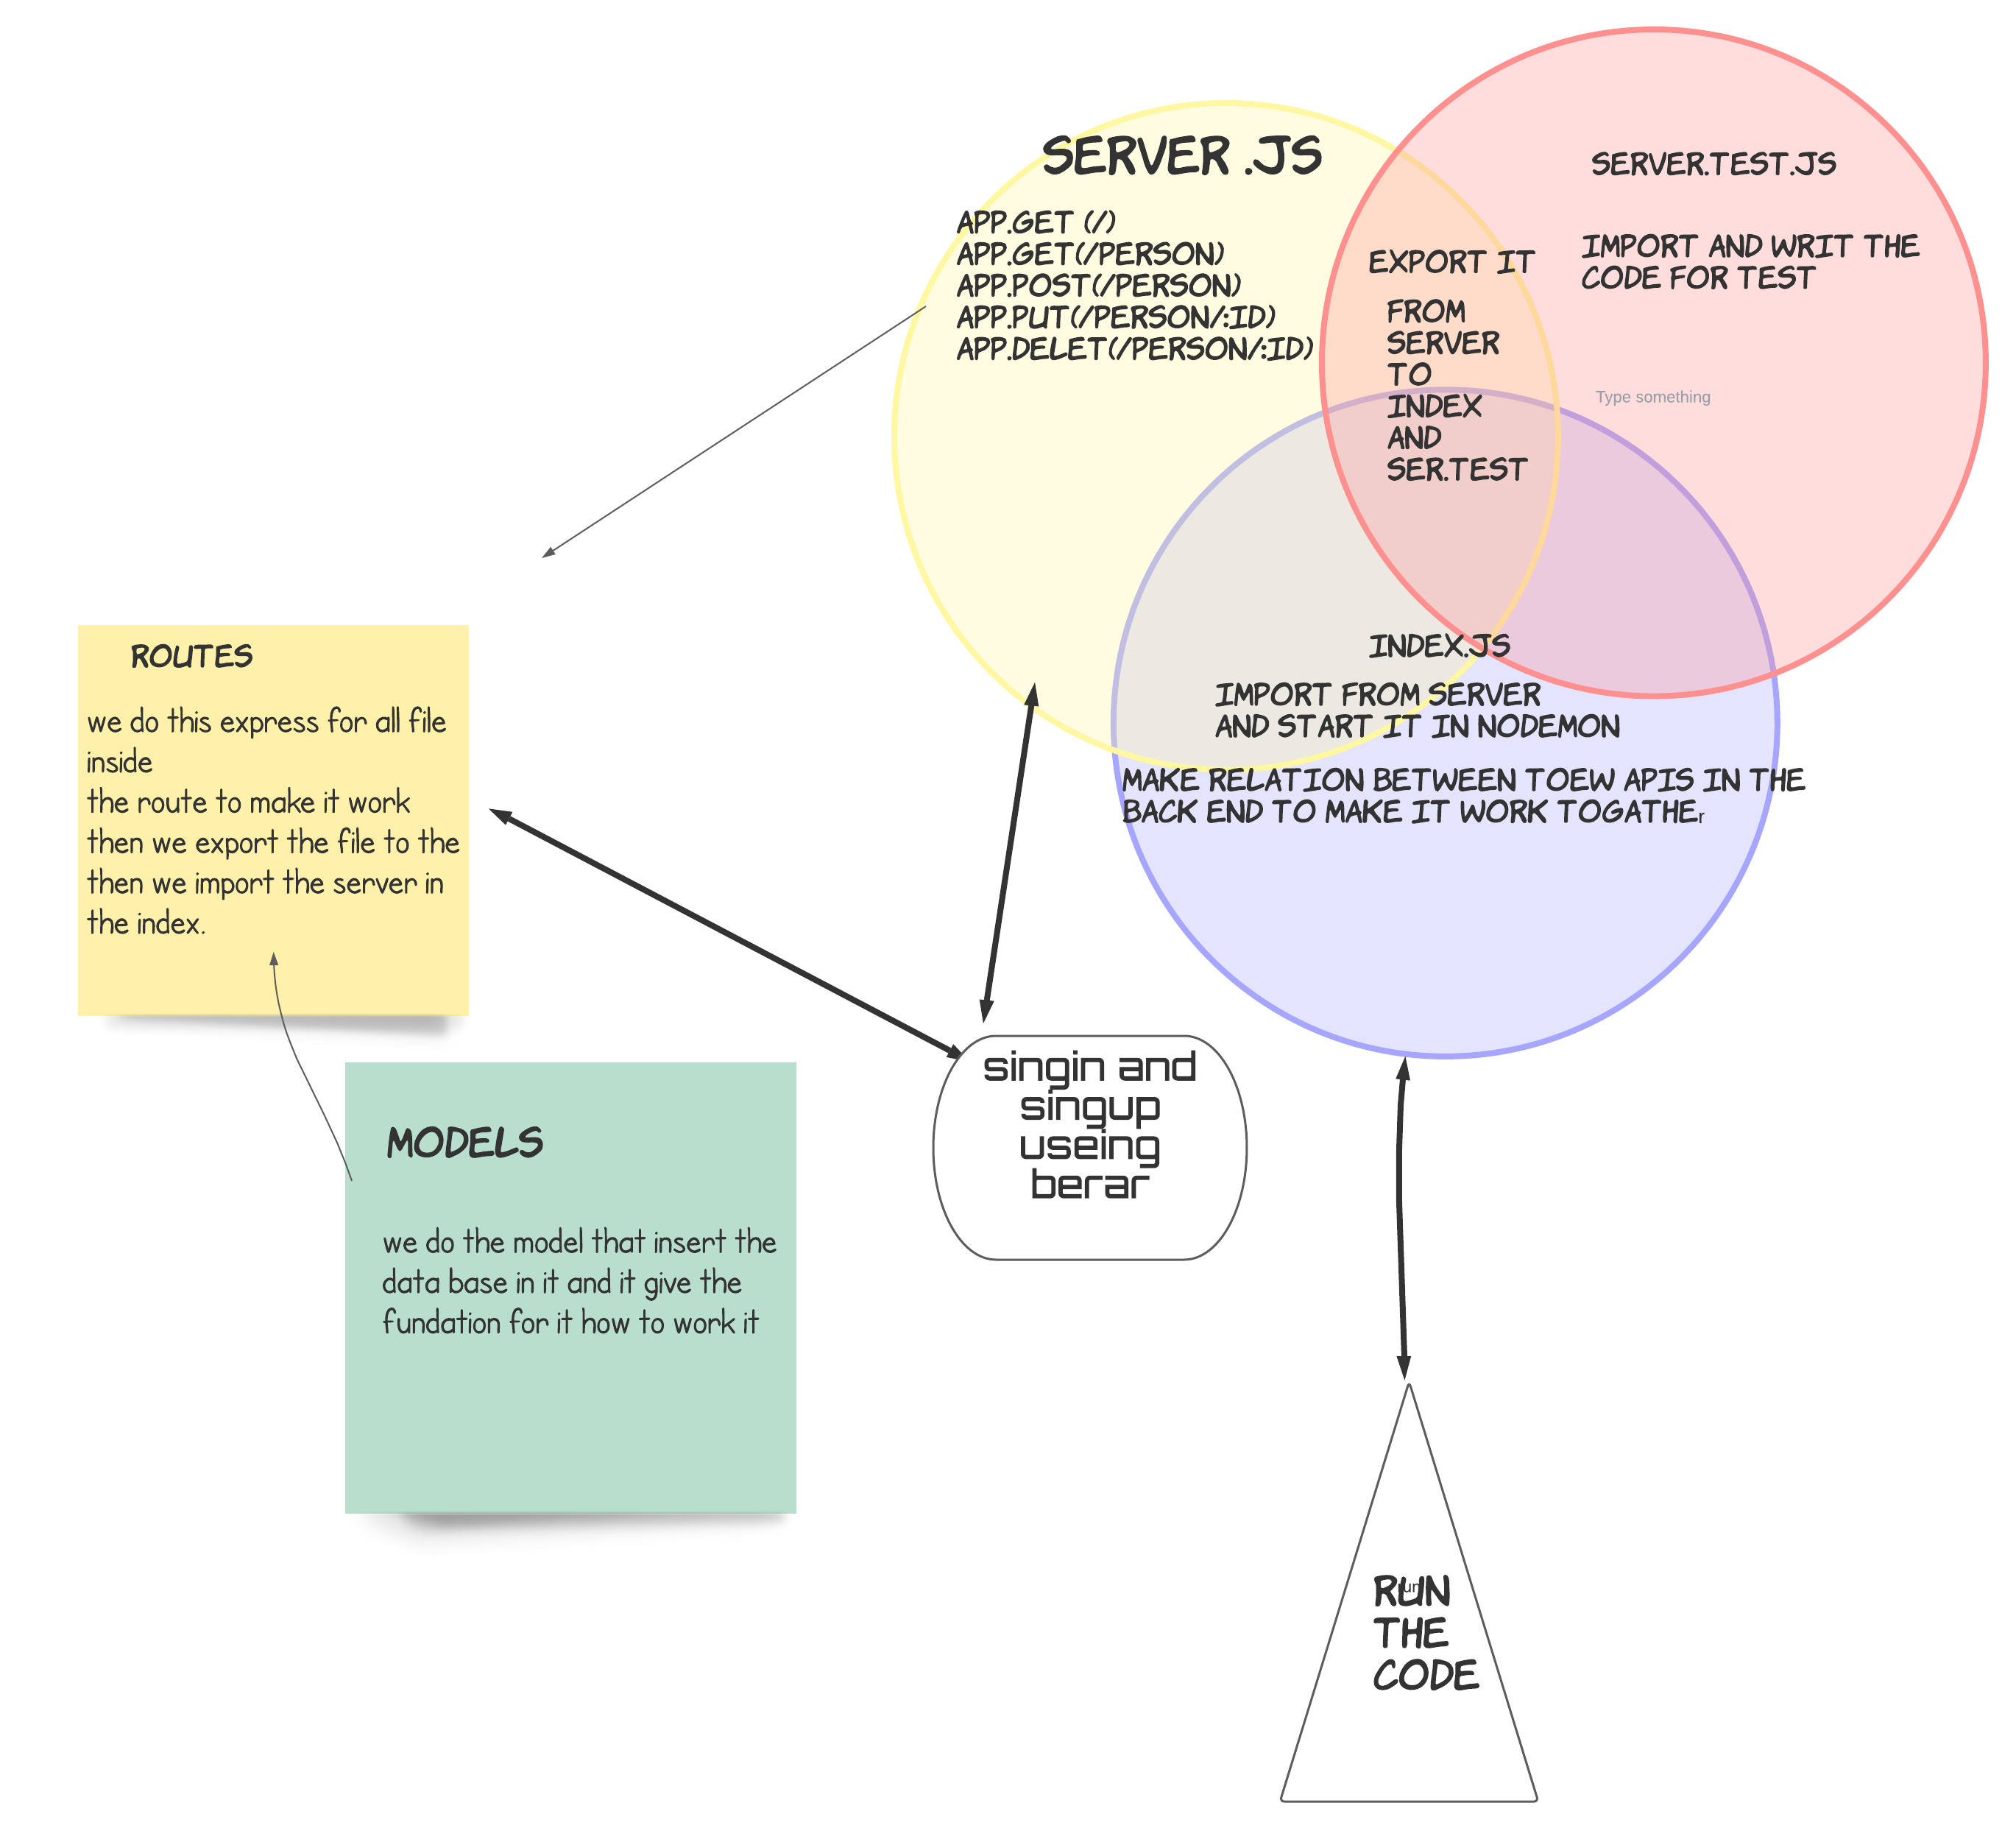 SERVER .JS
APP.GET (/)
APP.GET(/PERSON)
APP.POST(/PERSON)
APP.PUT(/PERSON/:ID)
APP.DELET(/PERSON/:ID)
EXPORT IT
FROM
SERVER
TO
INDEX
AND
SER.TEST
SERVER.TEST.JS
IMPORT AND WRIT THE
CODE FOR TEST
Type something
INDEX.JS
IMPORT FROM SERVER
AND START IT IN NODEMON
MAKE RELATION BETWEEN TOEW APIS IN THE
BACK END TO MAKE IT WORK TOGATHEr
ROUTES
we do this express for all file
inside
the route to make it work
then we export the file to the
then we import the server in
the index.
MODELS
we do the model that insert the
data base in it and it give the
fundation for it how to work it
singin and
singup
useing
berar
run
RUN
THE
CODE